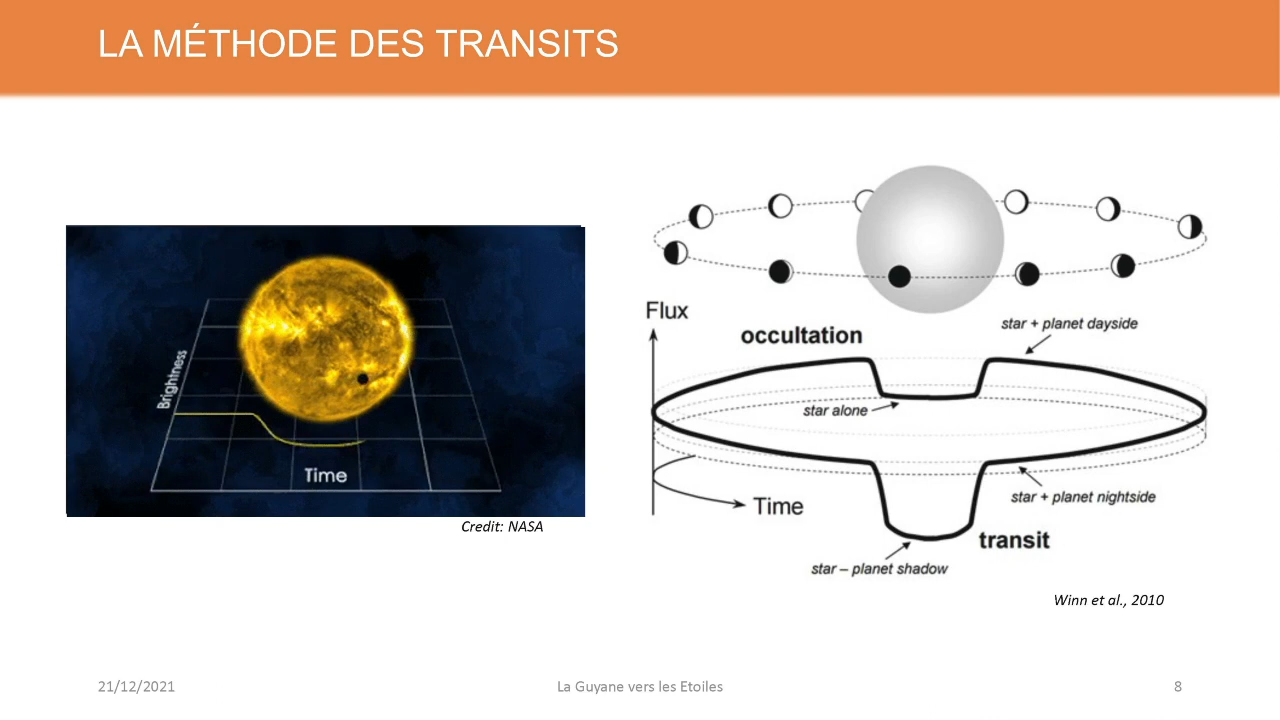 LA MÉTHODE DES TRANSITS
Brightness
Time
Credit: NASA
Flux
occultation
star + planet dayside
star alone
Time
star + planet nightside
transit
star – planet shadow
Winn et al., 2010
21/12/2021
La Guyane vers les Etoiles
8